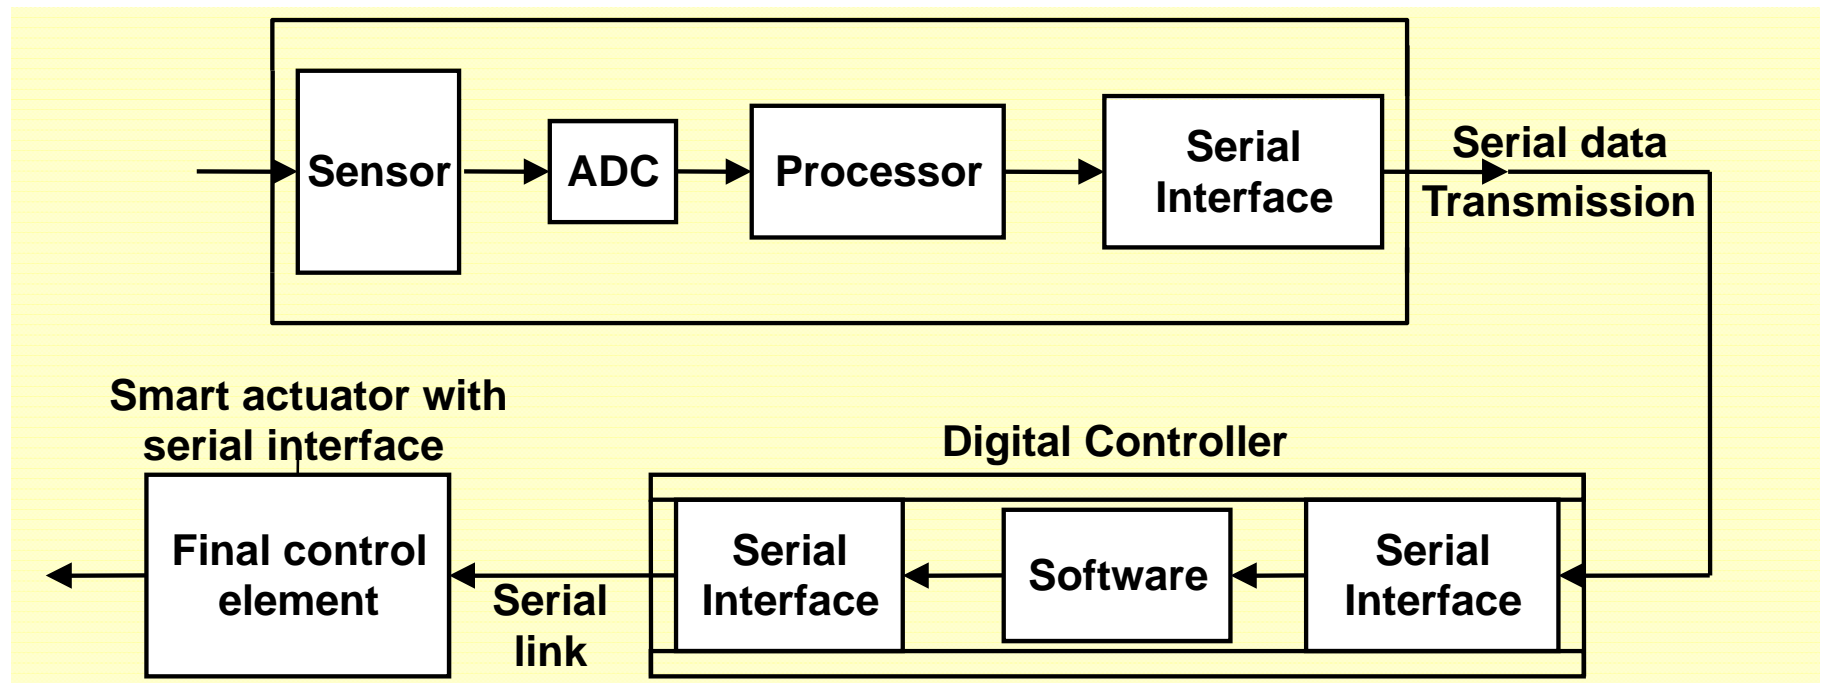 Sensor
ADC
Processor
Serial
Interface
Serial data
Transmission
Smart actuator with
serial interface
Digital Controller
Final control
element
Serial
link
Serial
Interface
Software
Serial
Interface